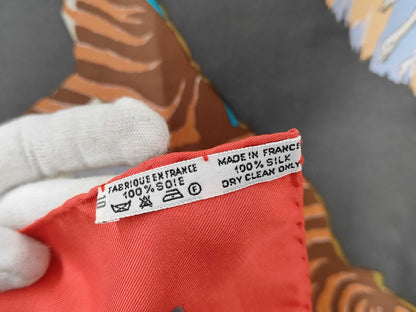 FABRIQUE EN FRANCE
100% SOIE
E
MADE IN FRANCE
100% SILK
DRY CLEAN ONLY